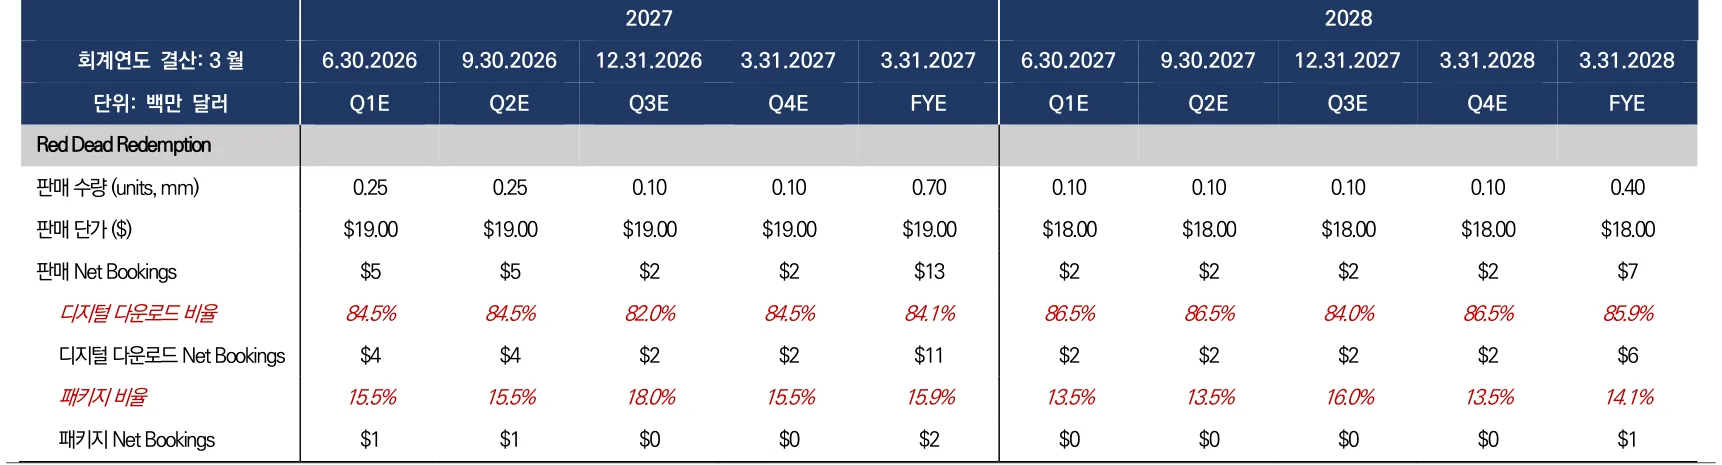 2027 2028
회계연도 결산: 3월 6.30.2026 9.30.2026 12.31.2026 3.31.2027 3.31.2027 6.30.2027 9.30.2027 12.31.2027 3.31.2028 3.31.2028
단위: 백만 달러 Q1E Q2E Q3E Q4E FYE Q1E Q2E Q3E Q4E FYE
Red Dead Redemption
판매 수량 (units, mm) 0.25 0.25 0.10 0.10 0.70 0.10 0.10 0.10 0.10 0.40
판매 단가 ($) $19.00 $19.00 $19.00 $19.00 $19.00 $18.00 $18.00 $18.00 $18.00 $18.00
판매 Net Bookings $5 $5 $2 $2 $13 $2 $2 $2 $2 $7
디지털 다운로드 비율 84.5% 84.5% 82.0% 84.5% 84.1% 86.5% 86.5% 84.0% 86.5% 85.9%
디지털 다운로드 Net Bookings $4 $4 $2 $2 $11 $2 $2 $2 $2 $6
패키지 비율 15.5% 15.5% 18.0% 15.5% 15.9% 13.5% 13.5% 16.0% 13.5% 14.1%
패키지 Net Bookings $1 $1 $0 $0 $2 $0 $0 $0 $0 $1